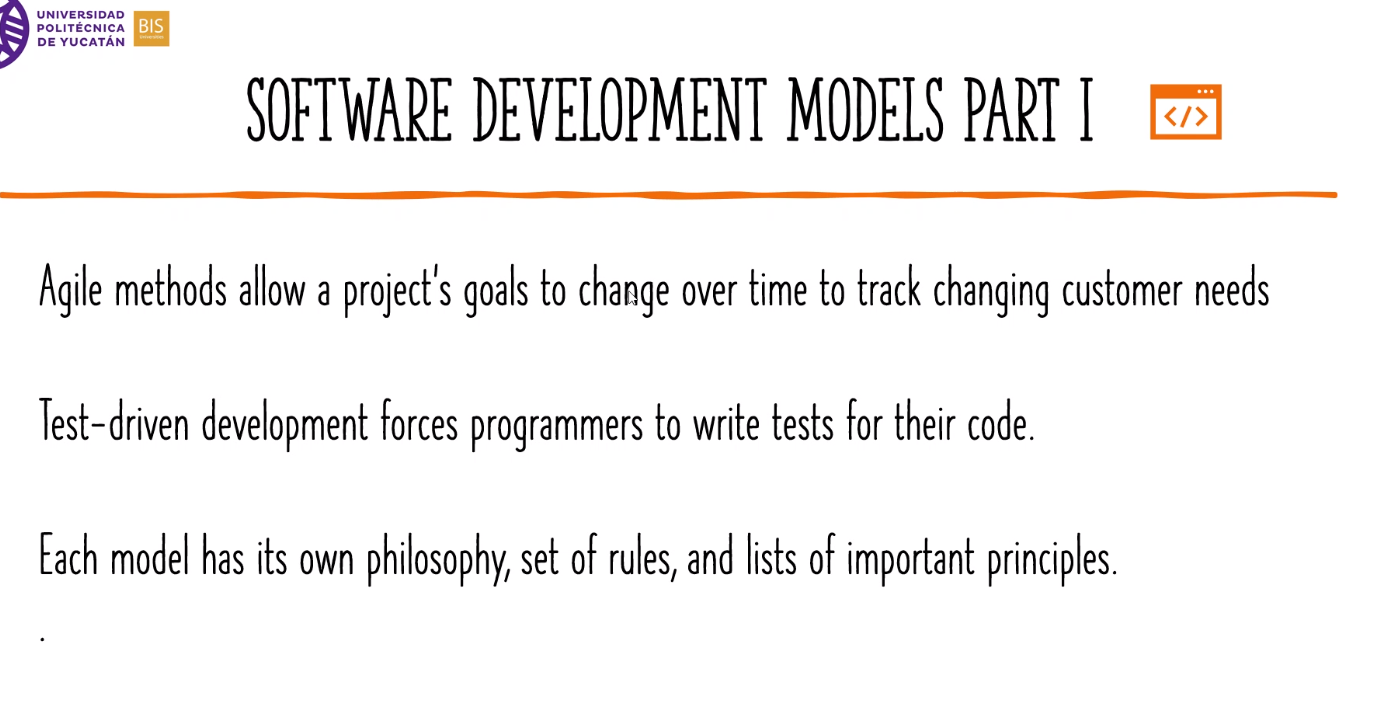 UNIVERSIDAD
POLITÉCNICA
DE YUCATÁN
BIS
SOFTWARE DEVELOPMENT MODELS PART I
</>
Agile methods allow a project's goals to change over time to track changing customer needs
Test-driven development forces programmers to write tests for their code.
Each model has its own philosophy, set of rules, and lists of important principles.
.